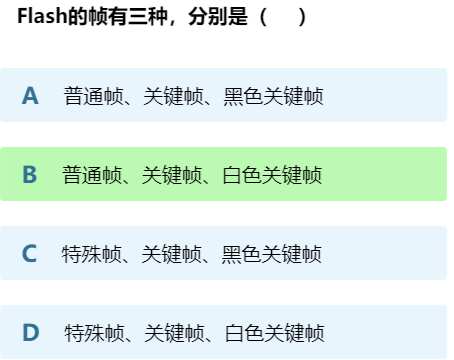 Flash的帧有三种，分别是（ ）
A 普通帧、关键帧、黑色关键帧
B 普通帧、关键帧、白色关键帧
C 特殊帧、关键帧、黑色关键帧
D 特殊帧、关键帧、白色关键帧